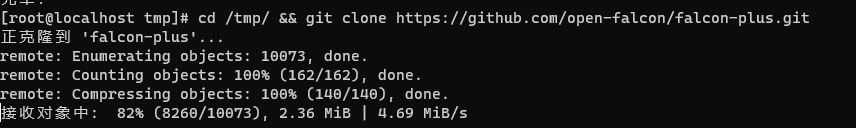 [root@localhost tmp]# cd /tmp/ && git clone https://github.com/open-falcon/falcon-plus.git
正克隆到 'falcon-plus'...
remote: Enumerating objects: 10073, done.
remote: Counting objects: 100% (162/162), done.
remote: Compressing objects: 100% (140/140), done.
接收对象中:  82% (8260/10073), 2.36 MiB | 4.69 MiB/s